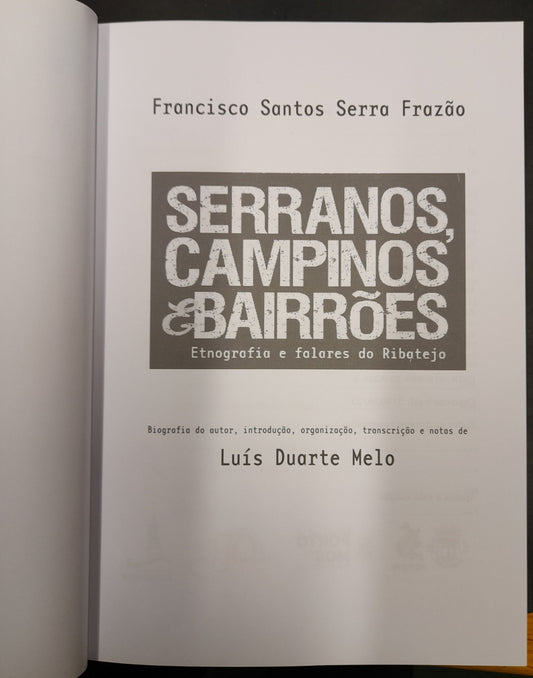 Francisco Santos Serra Frazão
SERRANOS,
CAMPINOS
&BAIRRÕES
Etnografia e falares do Ribatejo
Biografia do autor, introdução, organização, transcrição e notas de
Luís Duarte Melo